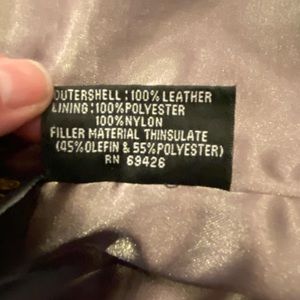 OUTERSHELL:100% LEATHER
LINING:100%POLYESTER
100%NYLON
FILLER MATERIAL THINSULATE
(45%OLEFIN & 55%POLYESTER)
RN 69426